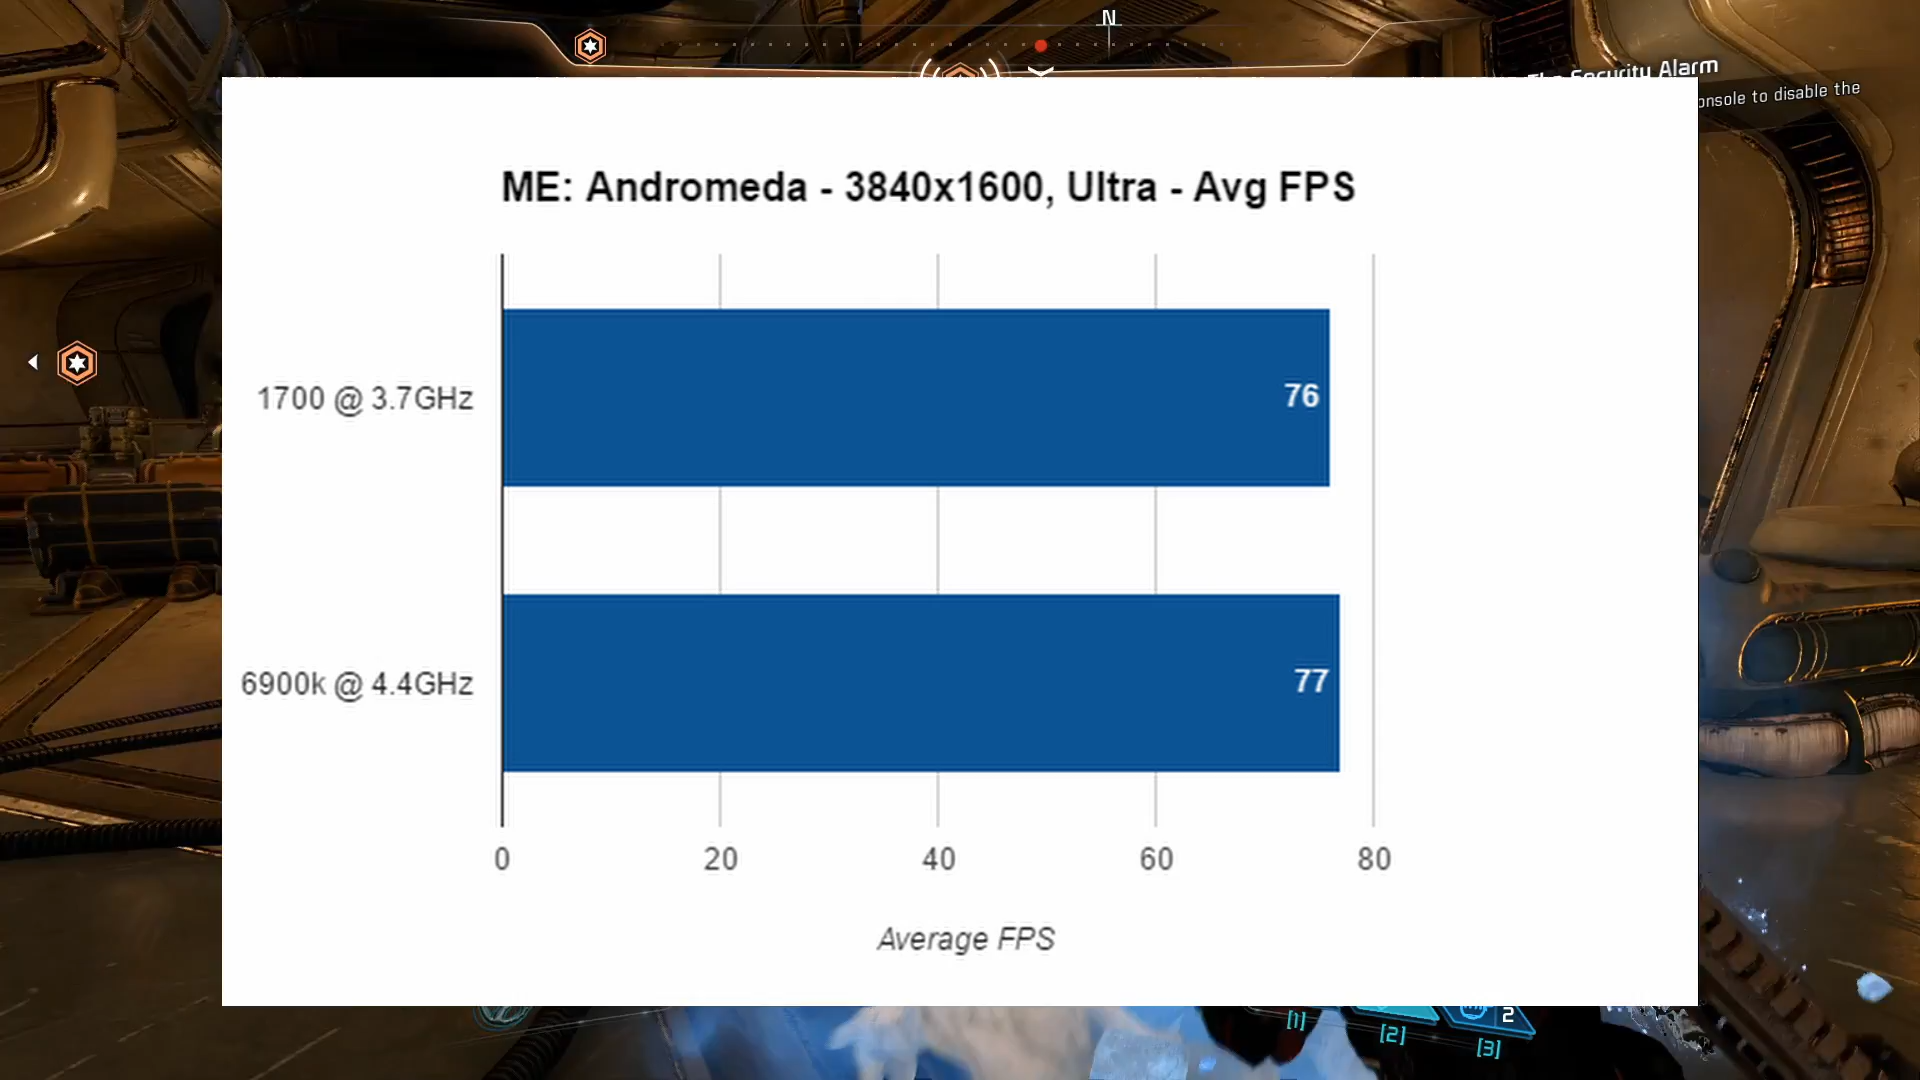 N
Security Alarm
onsole to disable the
ME: Andromeda - 3840x1600, Ultra - Avg FPS
1700 @ 3.7GHz
76
6900k @ 4.4GHz
77
0 20 40 60 80
Average FPS
[1]
[2]
2
[3]